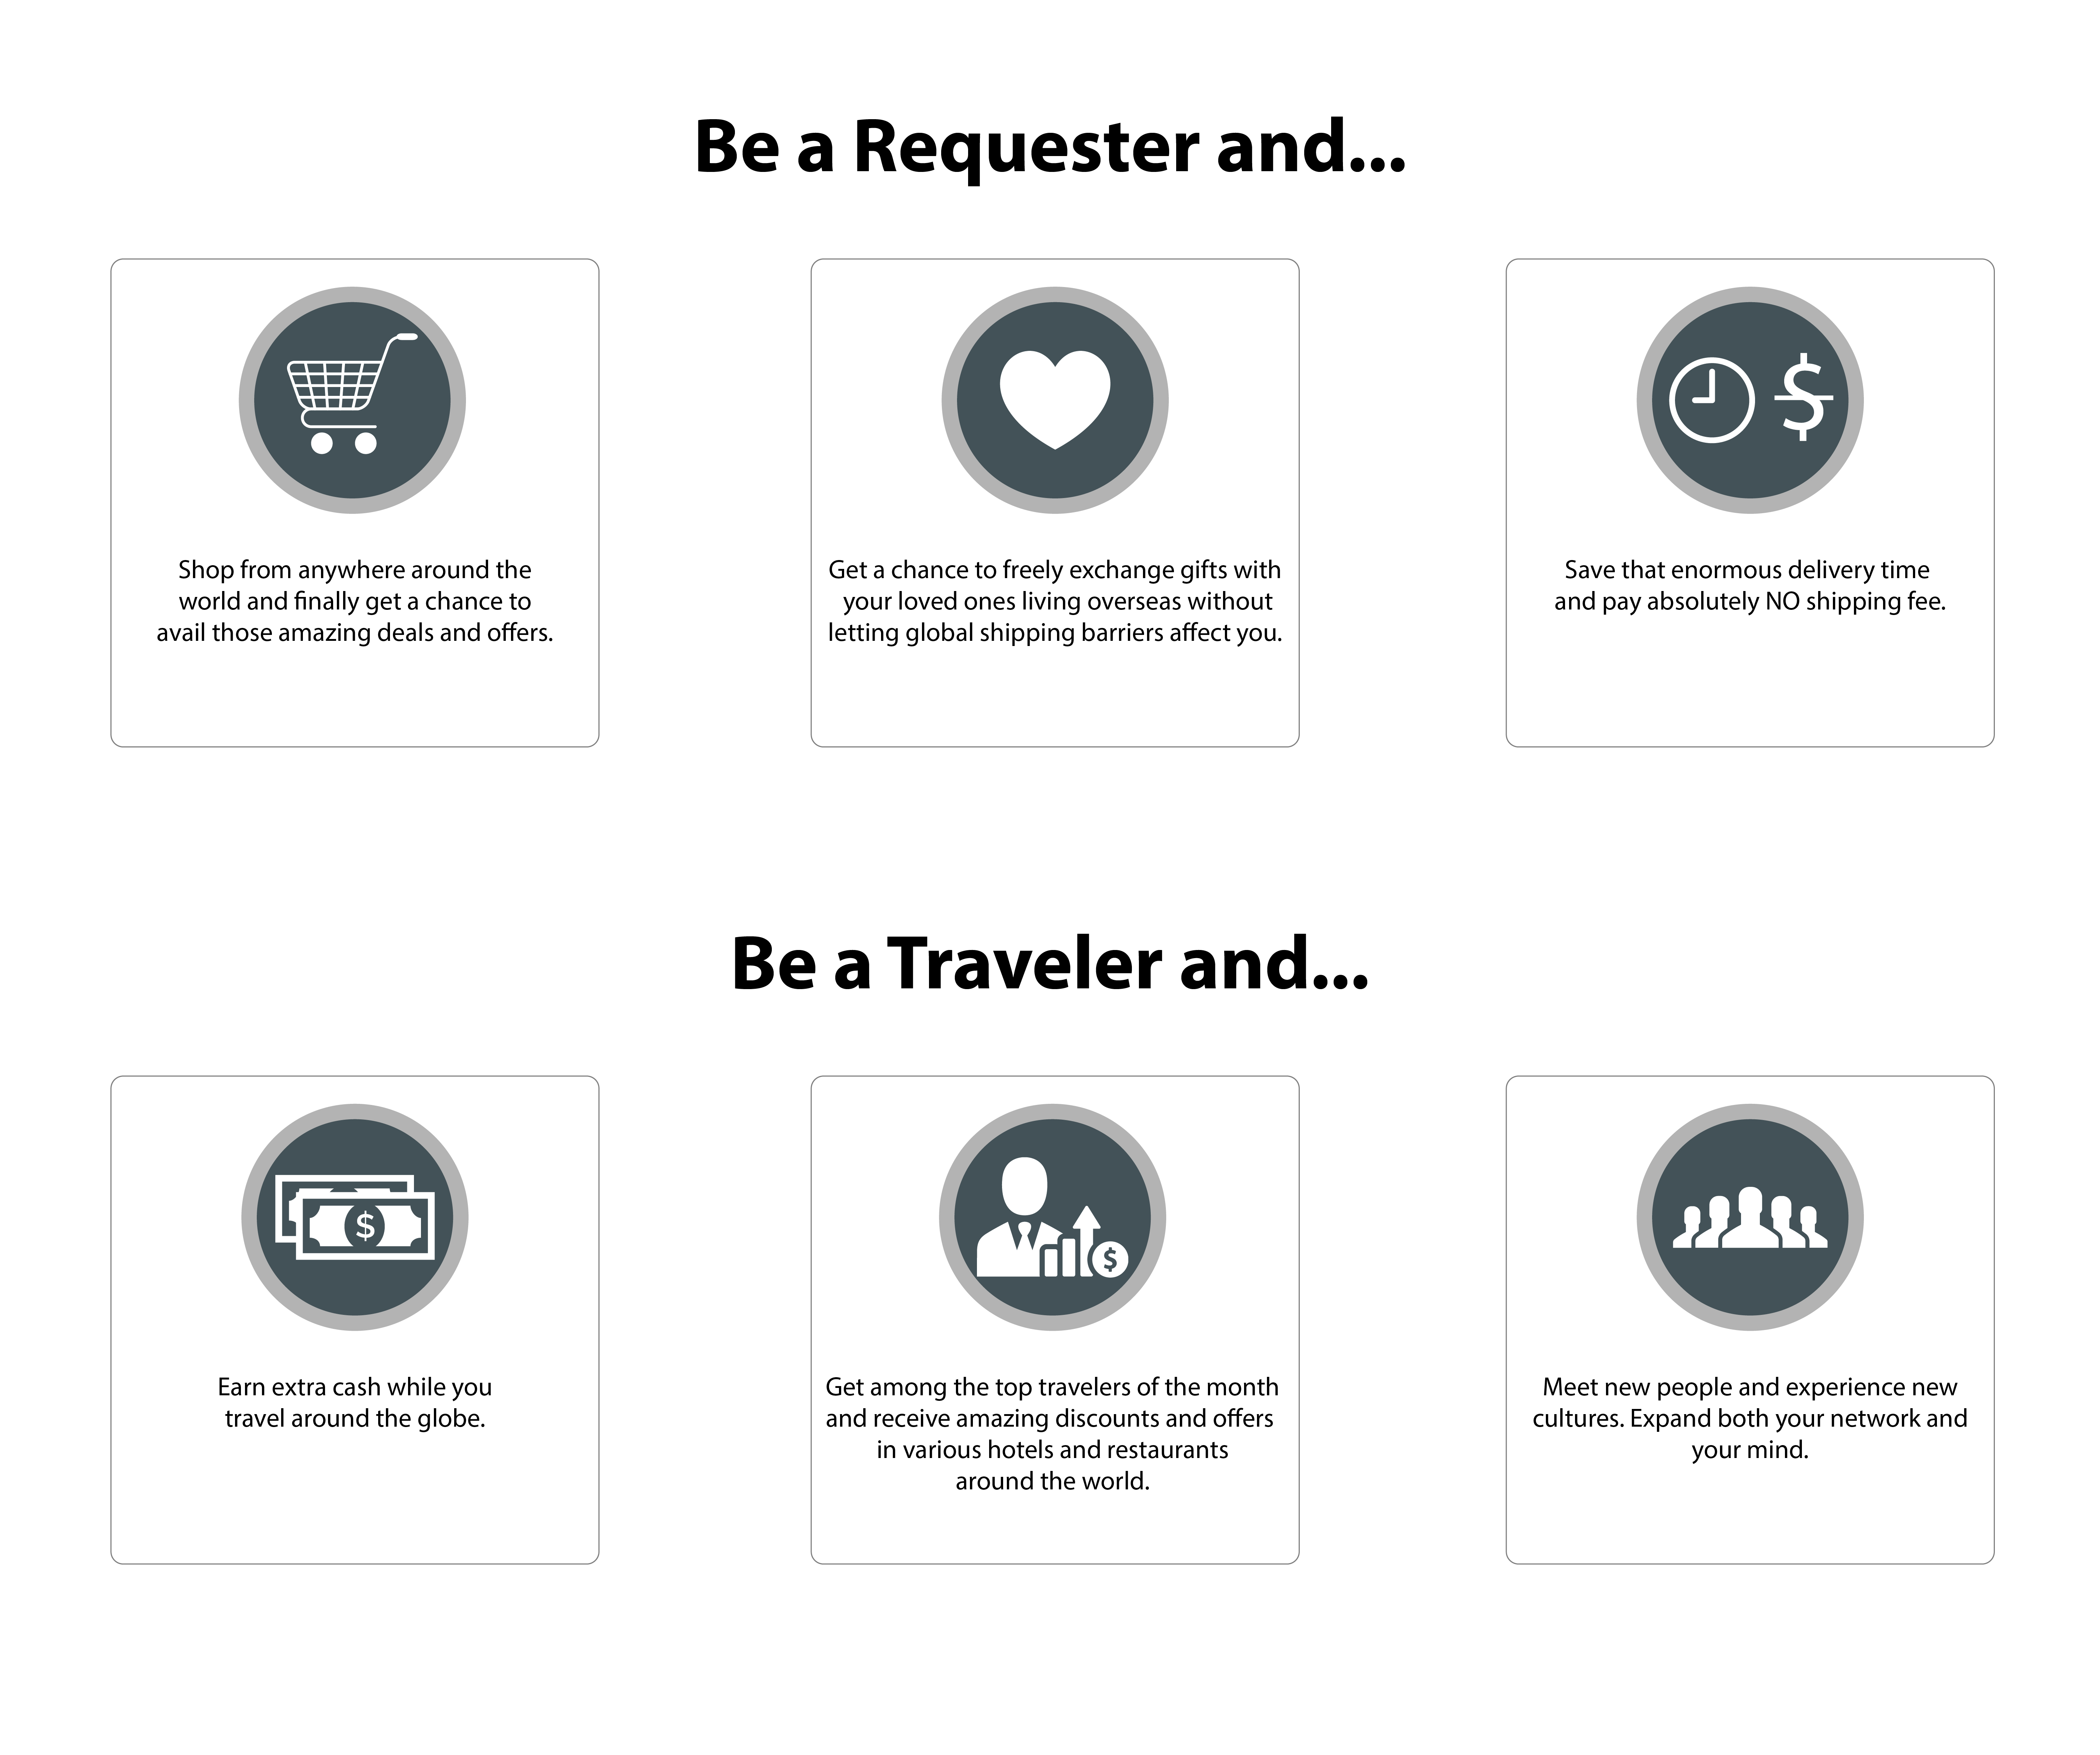 Be a Requester and...
Shop from anywhere around the
world and finally get a chance to
avail those amazing deals and offers.
Get a chance to freely exchange gifts with
your loved ones living overseas without
letting global shipping barriers affect you.
$
Save that enormous delivery time
and pay absolutely NO shipping fee.
Be a Traveler and...
$
Earn extra cash while you
travel around the globe.
$
Get among the top travelers of the month
and receive amazing discounts and offers
in various hotels and restaurants
around the world.
Meet new people and experience new
cultures. Expand both your network and
your mind.